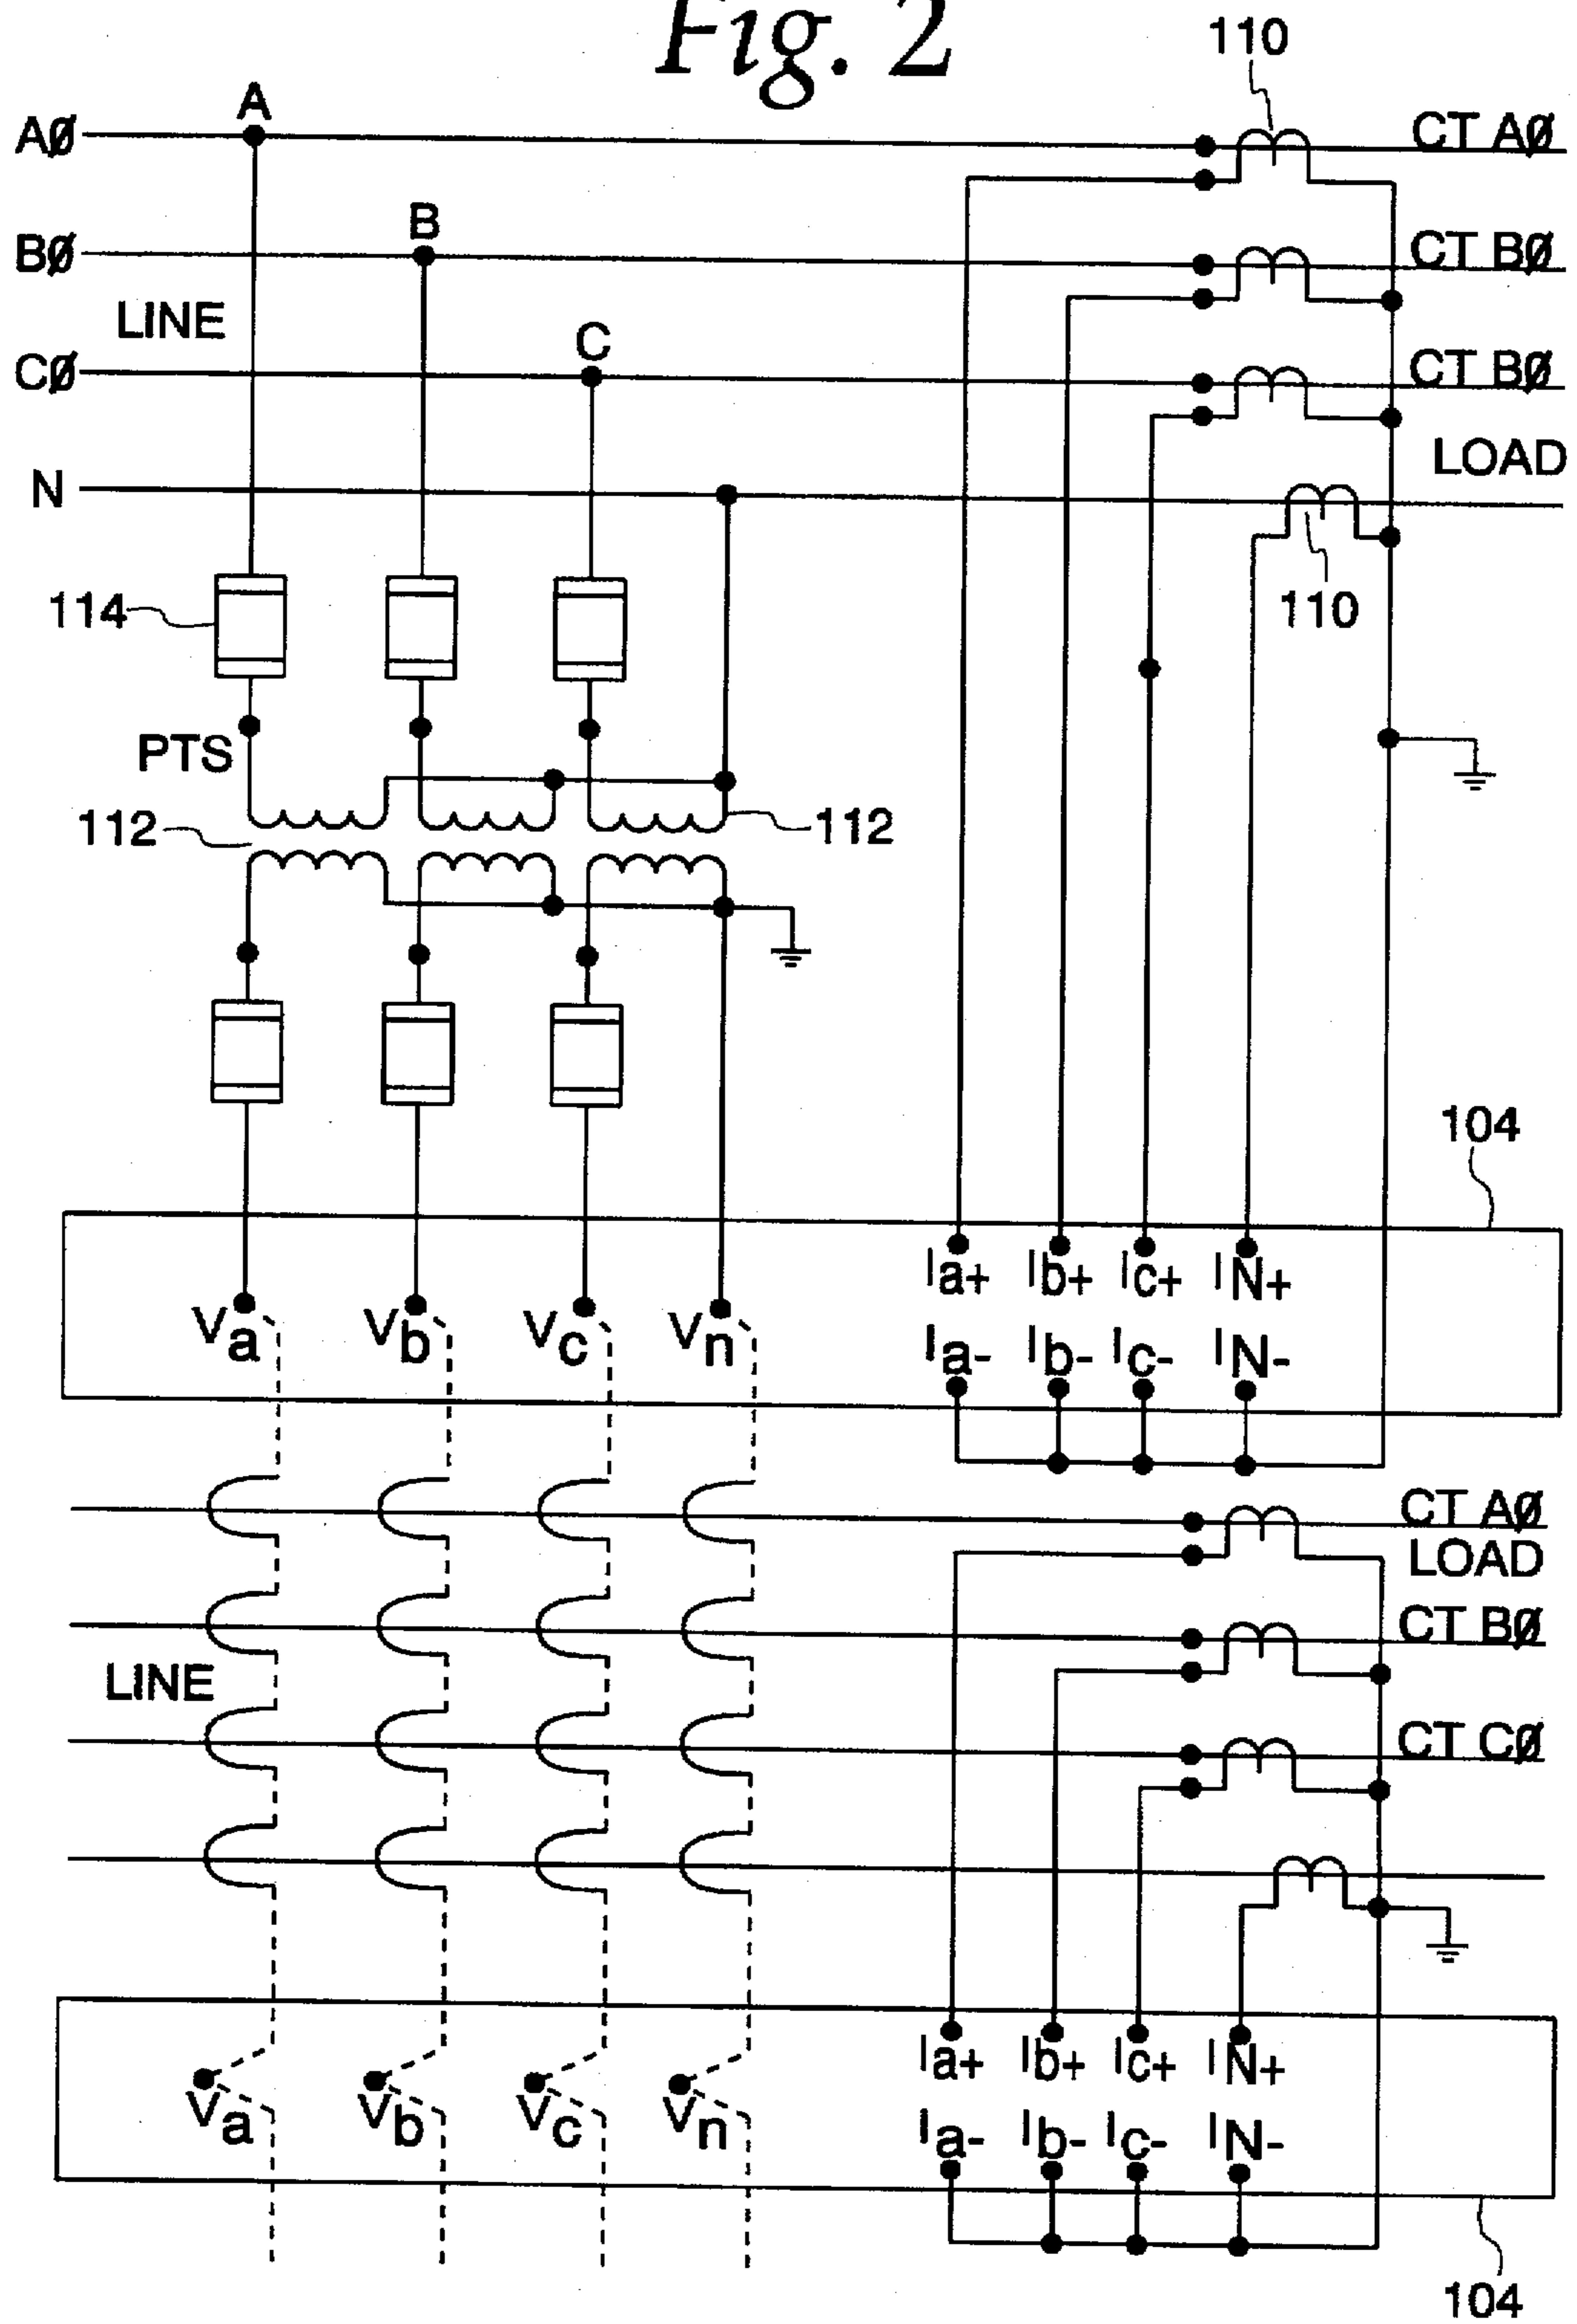 Fig. 2
110
A
AØ
CT AØ
B
BØ
CT BØ
LINE
C
CØ
CT BØ
LOAD
N
114
110
PTS
112
112
104
Ia+ Ib+ Ic+ IN+
Va Vb Vc Vn
Ia- Ib- Ic- IN-
CT AØ
LOAD
CT BØ
LINE
CT CØ
Ia+ Ib+ Ic+ IN+
Va Vb Vc Vn
Ia- Ib- Ic- IN-
104